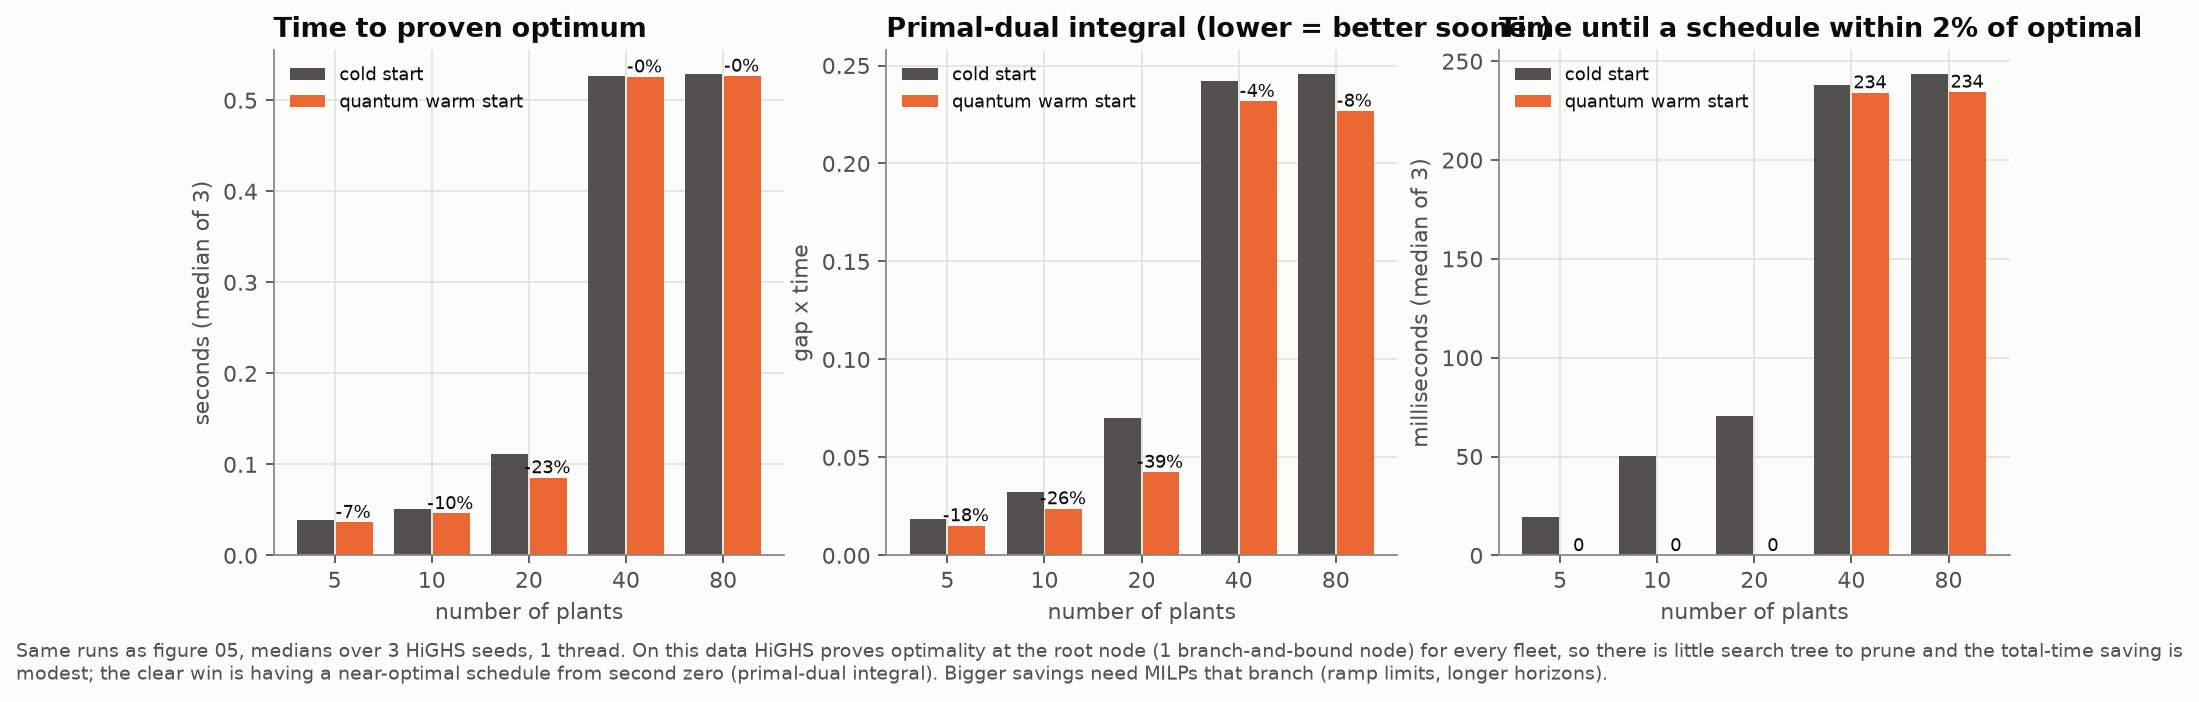 Time to proven optimum
cold start
quantum warm start
-7%
-10%
-23%
-0%
-0%
0.5
0.4
0.3
0.2
0.1
0.0
seconds (median of 3)
5 10 20 40 80
number of plants
Primal-dual integral (lower = better sooner)
cold start
quantum warm start
-18%
-26%
-39%
-4%
-8%
0.25
0.20
0.15
0.10
0.05
0.00
gap x time
5 10 20 40 80
number of plants
Time until a schedule within 2% of optimal
cold start
quantum warm start
0
0
0
234
234
250
200
150
100
50
0
milliseconds (median of 3)
5 10 20 40 80
number of plants
Same runs as figure 05, medians over 3 HiGHS seeds, 1 thread. On this data HiGHS proves optimality at the root node (1 branch-and-bound node) for every fleet, so there is little search tree to prune and the total-time saving is
modest; the clear win is having a near-optimal schedule from second zero (primal-dual integral). Bigger savings need MILPs that branch (ramp limits, longer horizons).